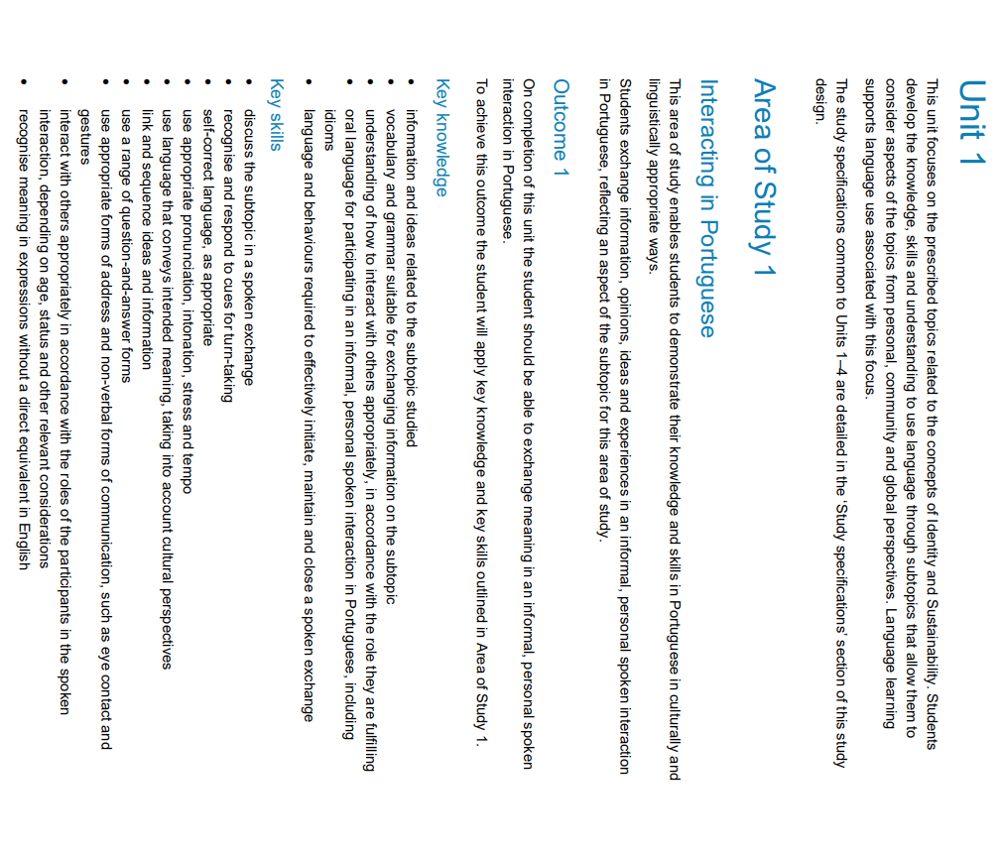 Unit 1
This unit focuses on the prescribed topics related to the concepts of Identity and Sustainability. Students
develop the knowledge, skills and understanding to use language through subtopics that allow them to
consider aspects of the topics from personal, community and global perspectives. Language learning
supports language use associated with this focus.
The study specifications common to Units 1–4 are detailed in the ‘Study specifications’ section of this study
design.
Area of Study 1
Interacting in Portuguese
This area of study enables students to demonstrate their knowledge and skills in Portuguese in culturally and
linguistically appropriate ways.
Students exchange information, opinions, ideas and experiences in an informal, personal spoken interaction
in Portuguese, reflecting an aspect of the subtopic for this area of study.
Outcome 1
On completion of this unit the student should be able to exchange meaning in an informal, personal spoken
interaction in Portuguese.
To achieve this outcome the student will apply key knowledge and key skills outlined in Area of Study 1.
Key knowledge
• information and ideas related to the subtopic studied
• vocabulary and grammar suitable for exchanging information on the subtopic
• understanding of how to interact with others appropriately, in accordance with the role they are fulfilling
• oral language for participating in an informal, personal spoken interaction in Portuguese, including
idioms
• language and behaviours required to effectively initiate, maintain and close a spoken exchange
Key skills
• discuss the subtopic in a spoken exchange
• recognise and respond to cues for turn-taking
• self-correct language, as appropriate
• use appropriate pronunciation, intonation, stress and tempo
• use language that conveys intended meaning, taking into account cultural perspectives
• link and sequence ideas and information
• use a range of question-and-answer forms
• use appropriate forms of address and non-verbal forms of communication, such as eye contact and
gestures
• interact with others appropriately in accordance with the roles of the participants in the spoken
interaction, depending on age, status and other relevant considerations
• recognise meaning in expressions without a direct equivalent in English